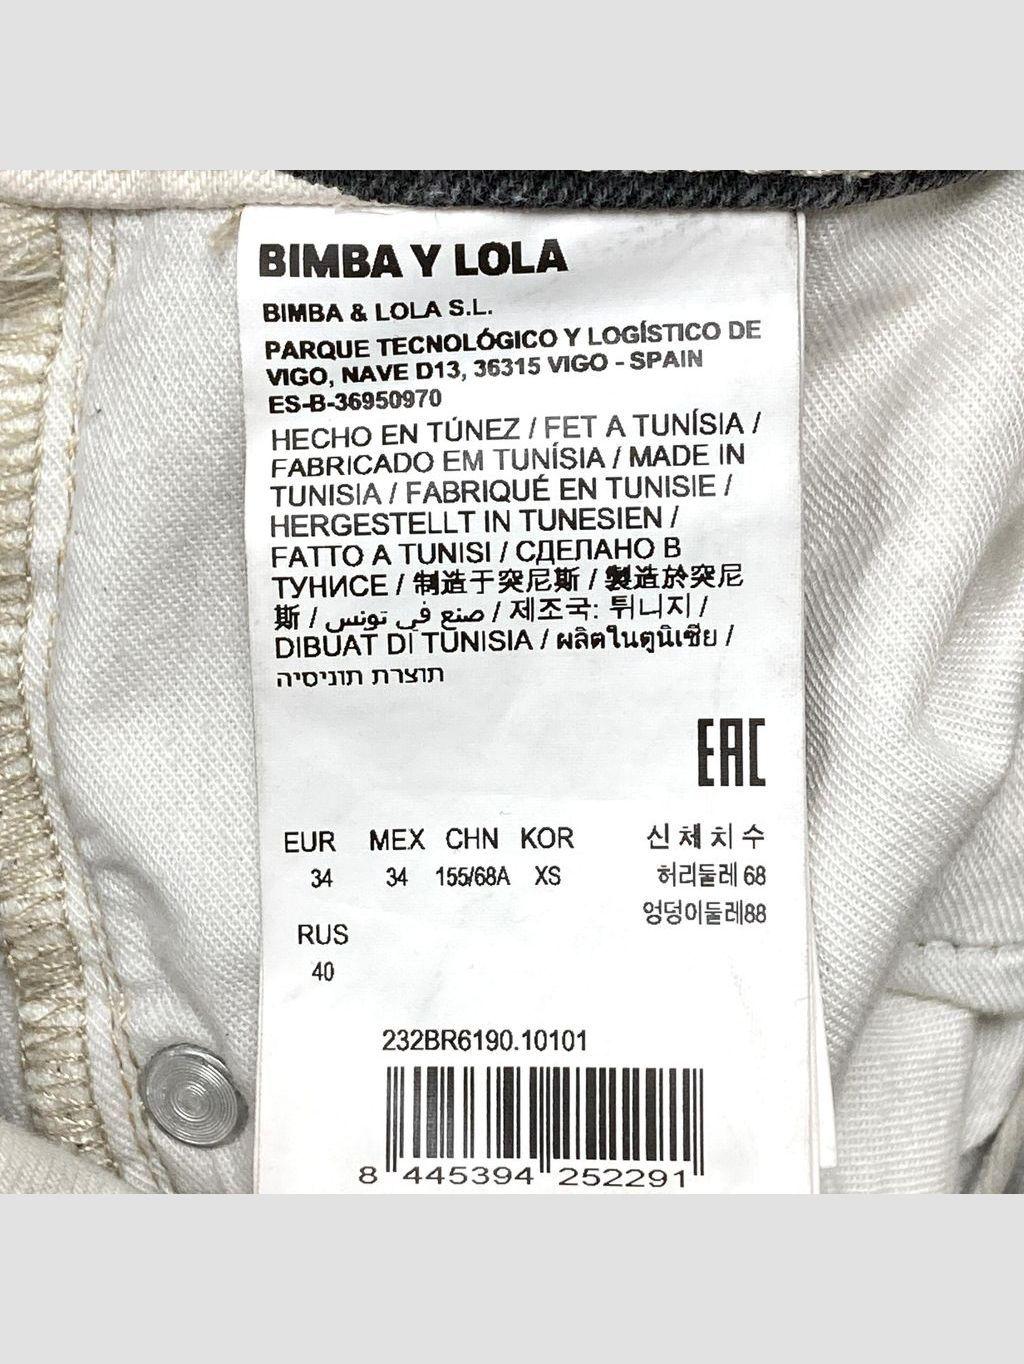 BIMBA Y LOLA
BIMBA & LOLA S.L.
PARQUE TECNOLÓGICO Y LOGÍSTICO DE
VIGO, NAVE D13, 36315 VIGO - SPAIN
ES-B-36950970
HECHO EN TÚNEZ / FET A TUNÍSIA /
FABRICADO EM TUNÍSIA / MADE IN
TUNISIA / FABRIQUÉ EN TUNISIE /
HERGESTELLT IN TUNESIEN /
FATTO A TUNISI / СДЕЛАНО В
ТУНИСЕ / 制造于突尼斯 / 製造於突尼
斯 / صنع في تونس / 제조국: 튀니지 /
DIBUAT DI TUNISIA / ผลิตในตูนิเซีย /
תוצרת תוניסיה
EAC
EUR MEX CHN KOR 신체치수
34 34 155/68A XS 허리둘레 68
엉덩이둘레88
RUS
40
232BR6190.10101
8 445394 252291